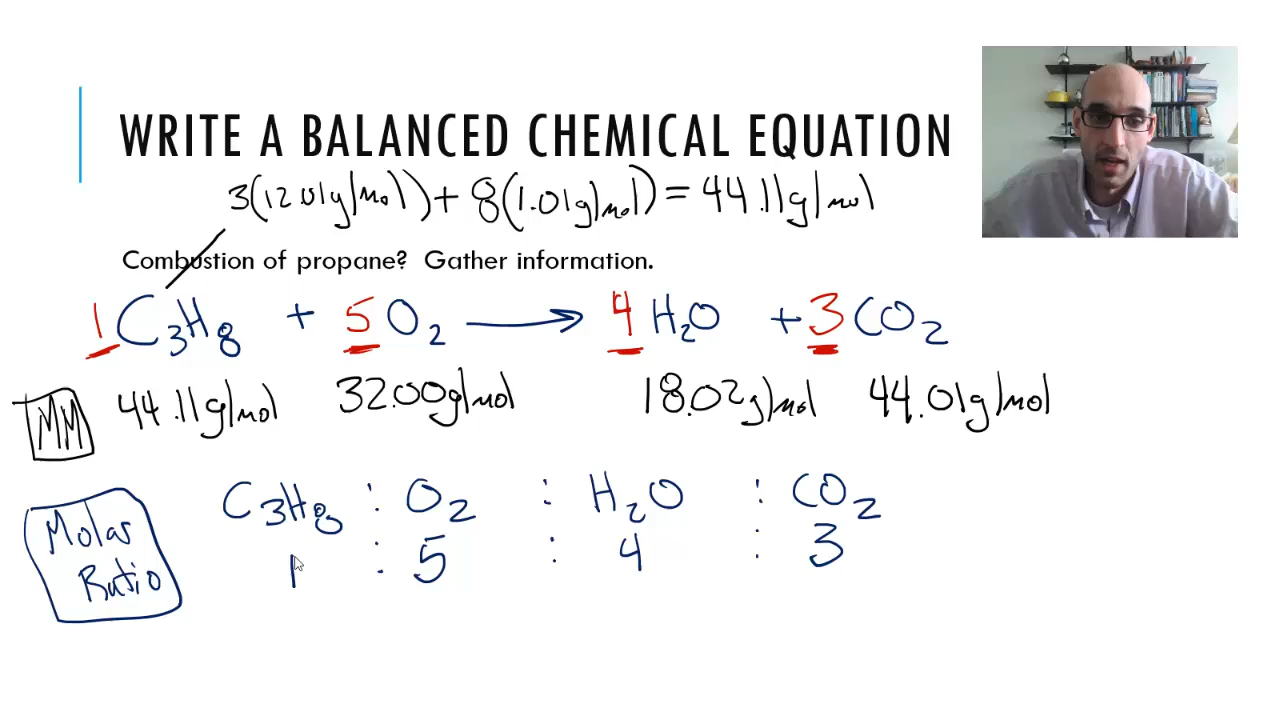 WRITE A BALANCED CHEMICAL EQUATION
3(12.01g/mol) + 8(1.01g/mol) = 44.11g/mol
Combustion of propane? Gather information.
1 C₃H₈ + 5 O₂ → 4 H₂O + 3 CO₂
MM 44.11g/mol 32.00g/mol 18.02g/mol 44.01g/mol
Molar Ratio
C₃H₈ : O₂ : H₂O : CO₂
1 : 5 : 4 : 3